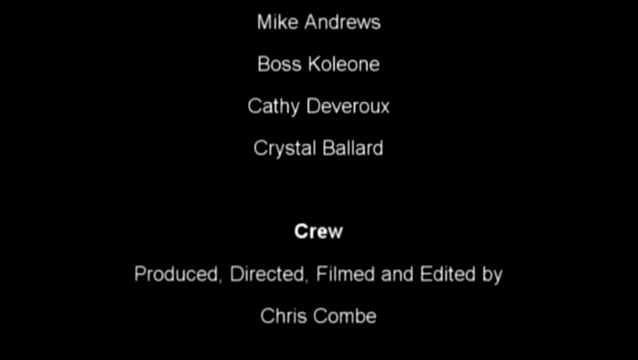 Mike Andrews
Boss Koleone
Cathy Deveroux
Crystal Ballard
Crew
Produced, Directed, Filmed and Edited by
Chris Combe